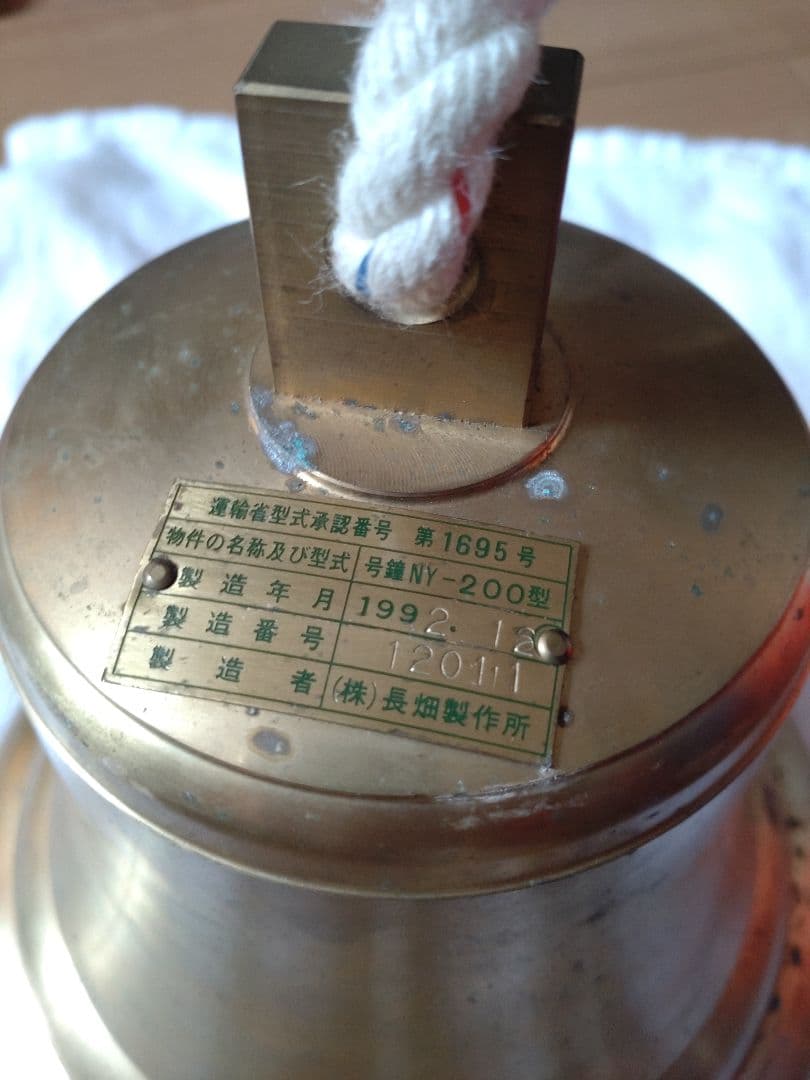 運輸省型式承認番号 第1695号
物件の名称及び型式 号鐘NY-200型
製造年月 1992.12
製造番号 120111
製造者 (株)長畑製作所